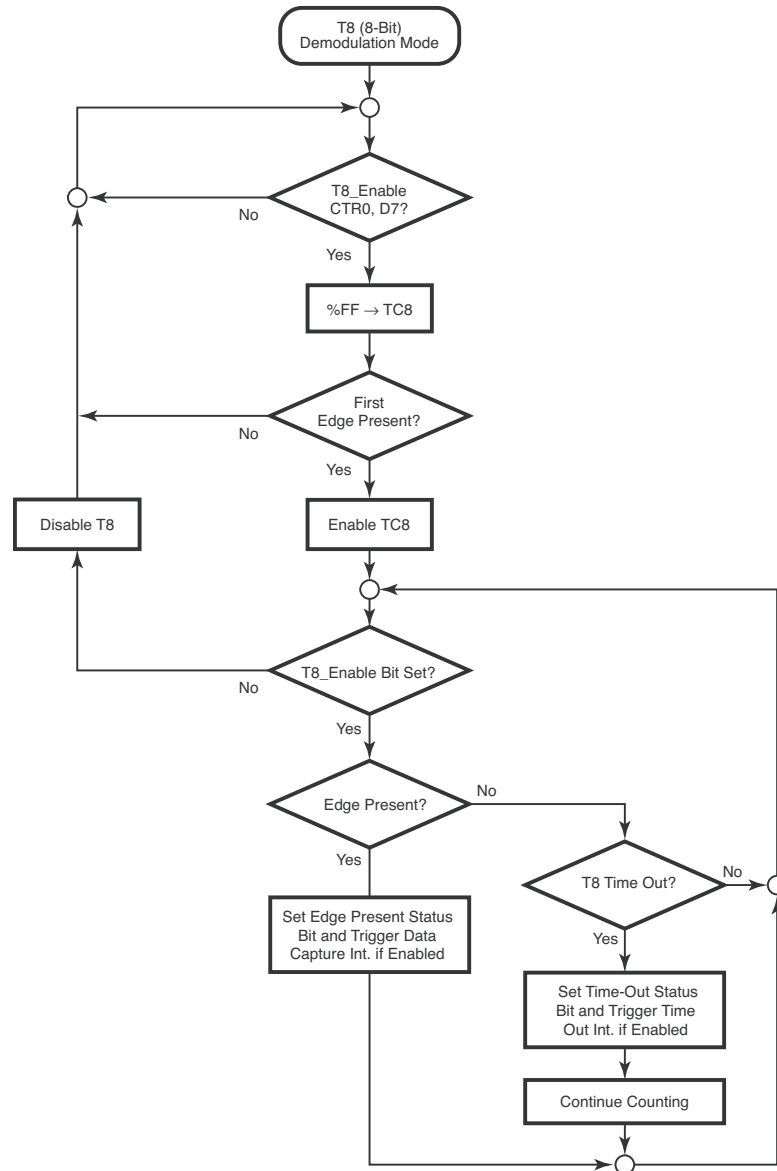 T8 (8-Bit)
Demodulation Mode
T8_Enable
CTR0, D7?
No
Yes
%FF → TC8
First
Edge Present?
No
Yes
Disable T8
Enable TC8
T8_Enable Bit Set?
No
Yes
Edge Present?
No
Yes
T8 Time Out?
No
Yes
Set Edge Present Status
Bit and Trigger Data
Capture Int. if Enabled
Set Time-Out Status
Bit and Trigger Time
Out Int. if Enabled
Continue Counting